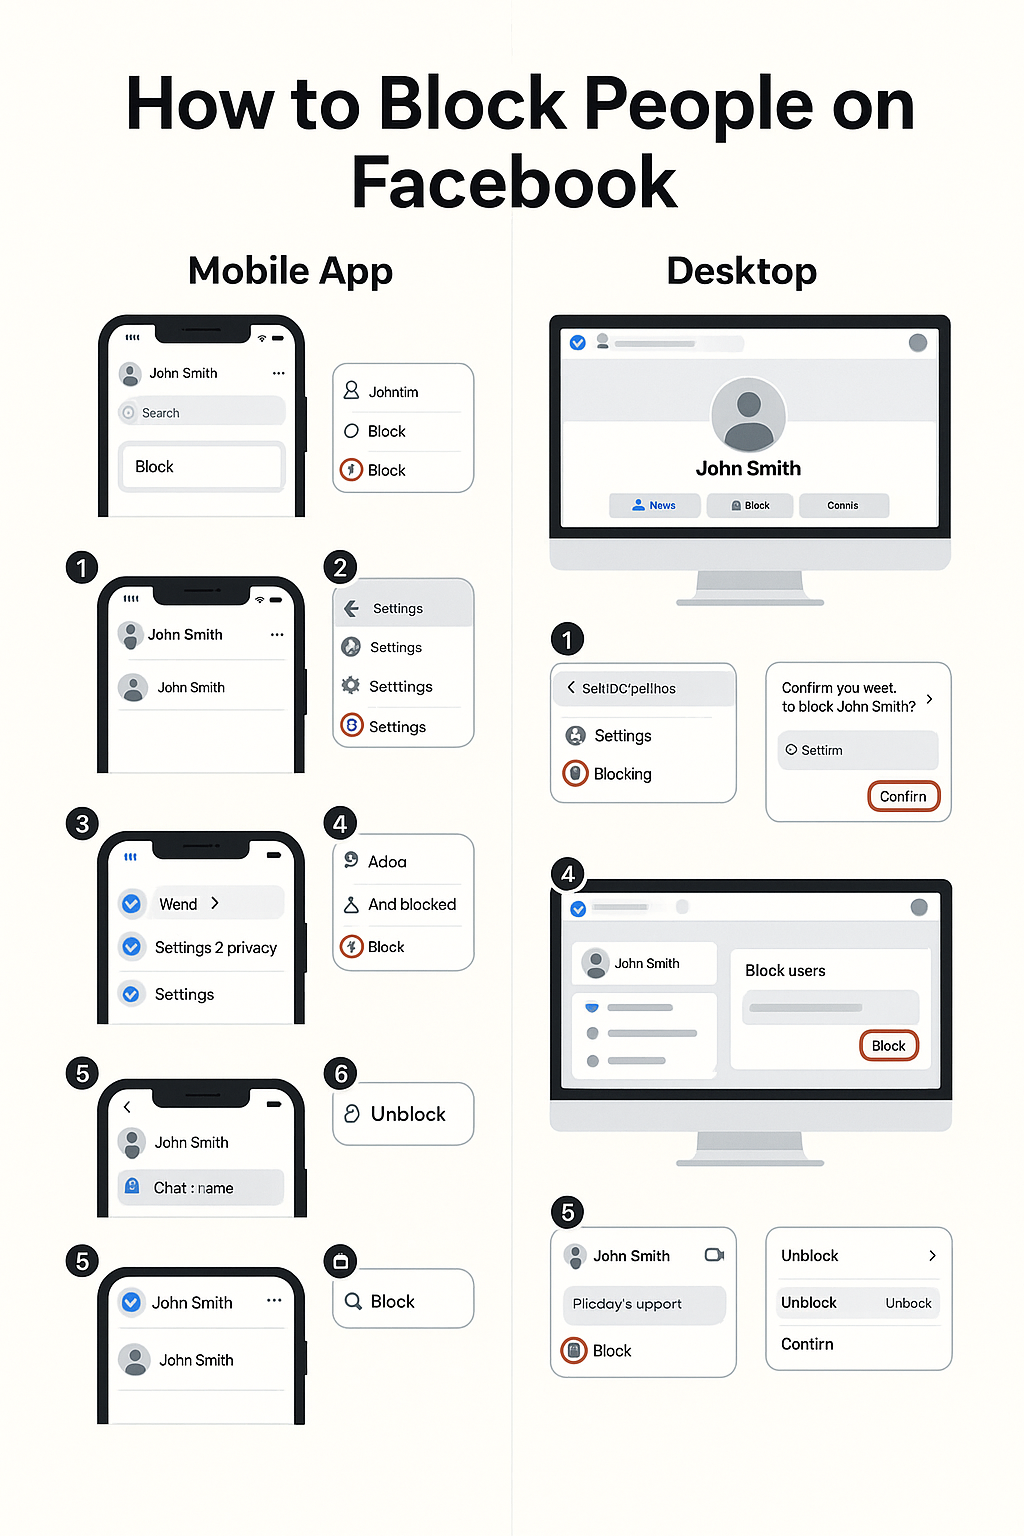 How to Block People on
Facebook
Mobile App
John Smith
Search
Block
Johntim
Block
Block
1
John Smith
John Smith
2
Settings
Settings
Setttings
Settings
3
Wend
Settings 2 privacy
Settings
4
Adoa
And blocked
Block
5
John Smith
Chat : name
6
Unblock
5
John Smith
John Smith
Block
Desktop
John Smith
News
Block
Connis
1
SeltIDC'pellhos
Settings
Blocking
Confirm you weet.
to block John Smith?
Settirm
Confirn
4
John Smith
Block users
Block
5
John Smith
Plicday's upport
Block
Unblock
Unblock Unbock
Contirn